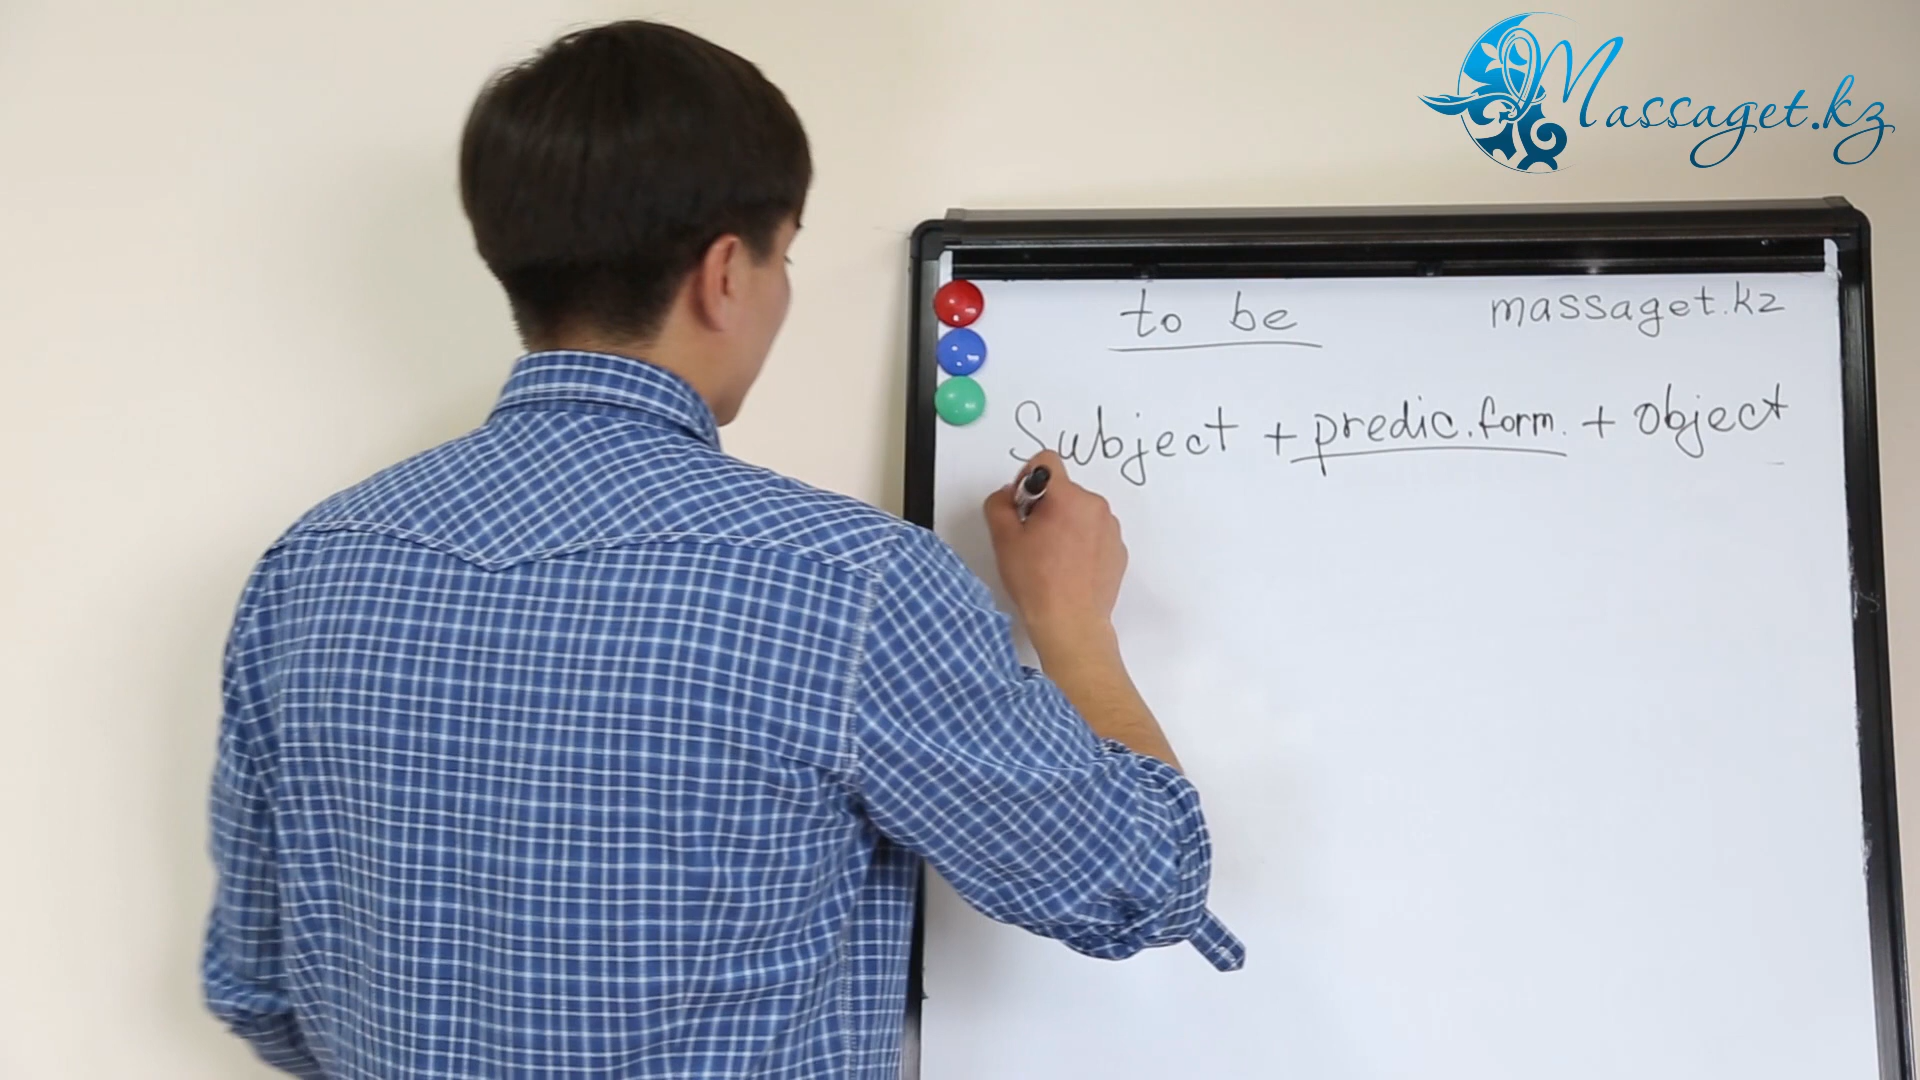 Massaget.kz
to be massaget.kz
Subject + predic. form. + object